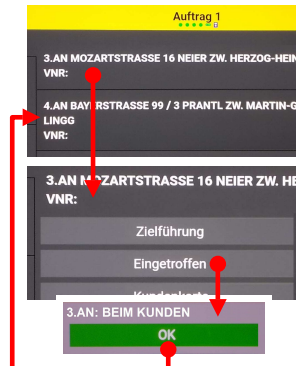 Auftrag 1
3.AN MOZARTSTRASSE 16 NEIER ZW. HERZOG-HEIN
VNR:
4.AN BAYERSTRASSE 99 / 3 PRANTL ZW. MARTIN-G
LINGG
VNR:
3.AN MOZARTSTRASSE 16 NEIER ZW. HE
VNR:
Zielführung
Eingetroffen
Kundenkarte
3.AN: BEIM KUNDEN
OK